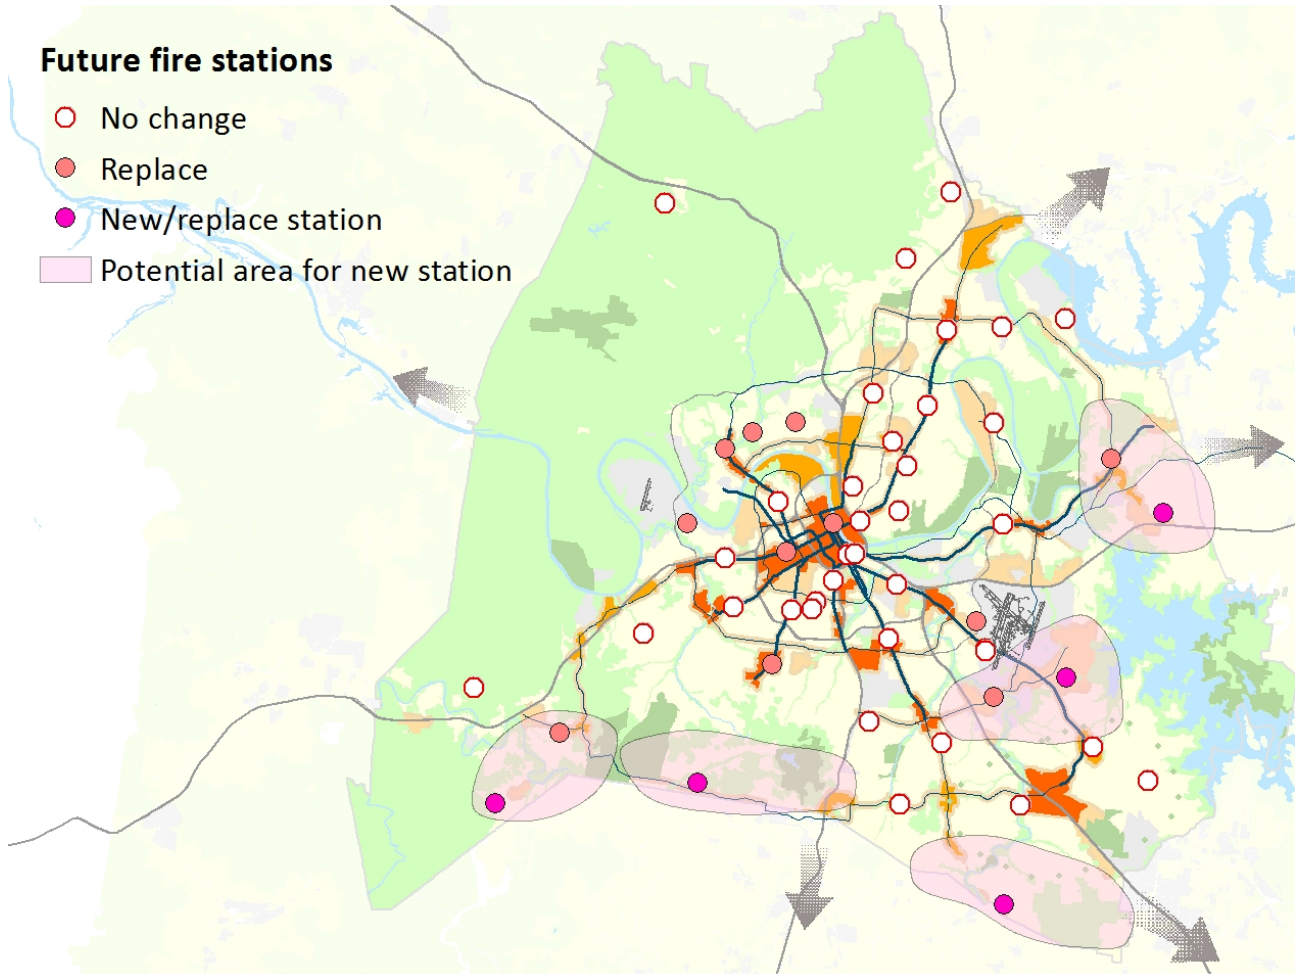 Future fire stations
No change
Replace
New/replace station
Potential area for new station